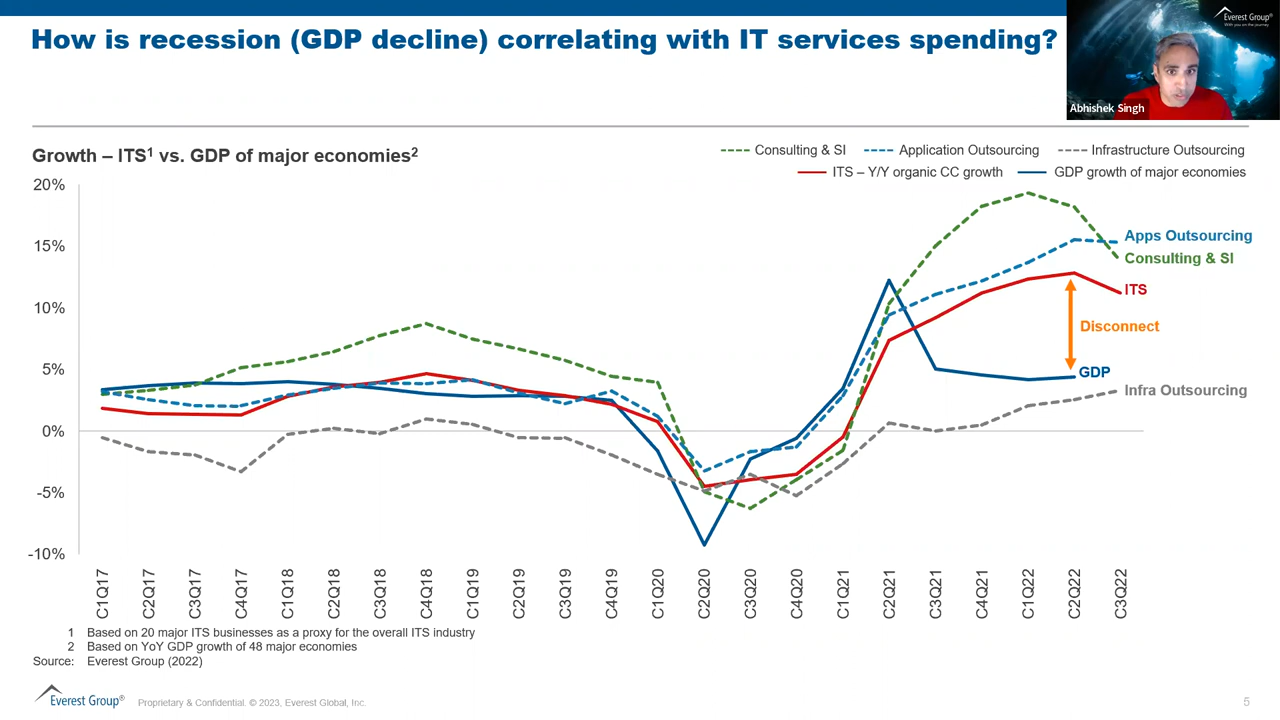 How is recession (GDP decline) correlating with IT services spending?
Everest Group®
With you on the journey
Abhishek Singh
Growth – ITS¹ vs. GDP of major economies²
Consulting & SI
Application Outsourcing
Infrastructure Outsourcing
ITS – Y/Y organic CC growth
GDP growth of major economies
20%
15%
10%
5%
0%
-5%
-10%
Apps Outsourcing
Consulting & SI
ITS
Disconnect
GDP
Infra Outsourcing
C1Q17
C2Q17
C3Q17
C4Q17
C1Q18
C2Q18
C3Q18
C4Q18
C1Q19
C2Q19
C3Q19
C4Q19
C1Q20
C2Q20
C3Q20
C4Q20
C1Q21
C2Q21
C3Q21
C4Q21
C1Q22
C2Q22
C3Q22
1 Based on 20 major ITS businesses as a proxy for the overall ITS industry
2 Based on YoY GDP growth of 48 major economies
Source: Everest Group (2022)
Everest Group®
Proprietary & Confidential. © 2023, Everest Global, Inc.
5